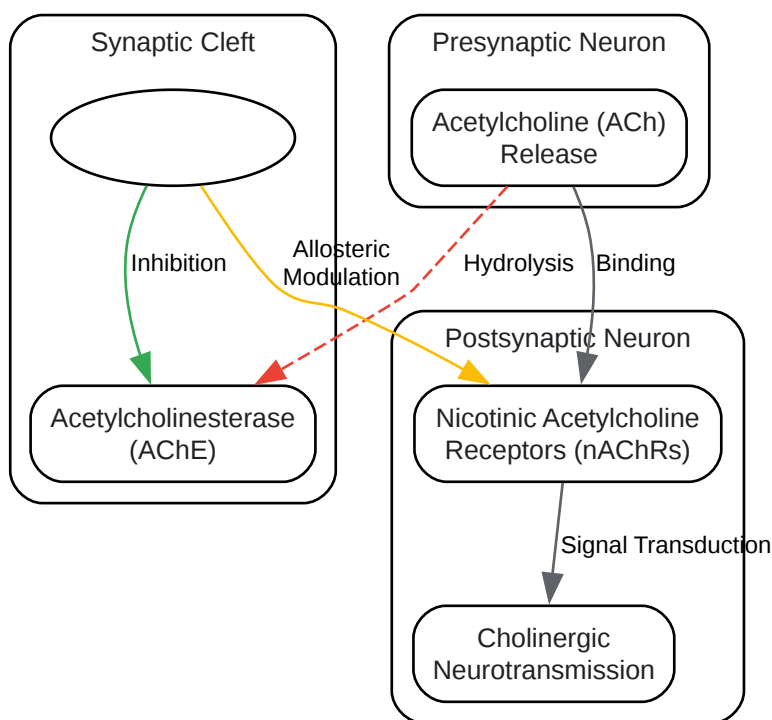 Synaptic Cleft
Presynaptic Neuron
Acetylcholine (ACh)
Release
Inhibition
Allosteric
Modulation
Hydrolysis
Binding
Postsynaptic Neuron
Acetylcholinesterase
(AChE)
Nicotinic Acetylcholine
Receptors (nAChRs)
Signal Transduction
Cholinergic
Neurotransmission